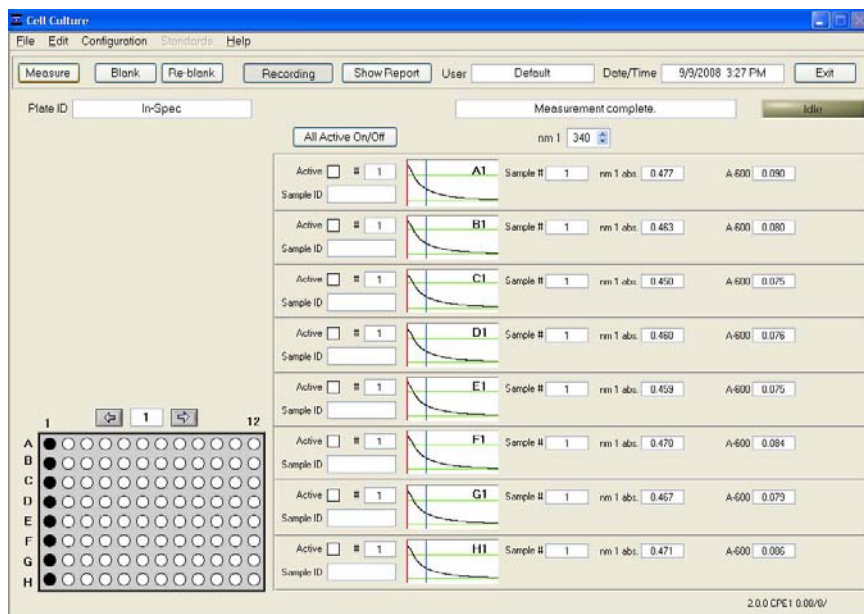 Cell Culture
File Edit Configuration Standards Help
Measure Blank Re-blank Recording Show Report User Default Date/Time 9/9/2008 3:27 PM Exit
Plate ID In-Spec Measurement complete. Idle
All Active On/Off nm 1 340
Active # 1 A1 Sample # 1 nm 1 abs. 0.477 A-600 0.090
Sample ID
Active # 1 B1 Sample # 1 nm 1 abs. 0.463 A-600 0.080
Sample ID
Active # 1 C1 Sample # 1 nm 1 abs. 0.450 A-600 0.075
Sample ID
Active # 1 D1 Sample # 1 nm 1 abs. 0.460 A-600 0.076
Sample ID
Active # 1 E1 Sample # 1 nm 1 abs. 0.459 A-600 0.075
Sample ID
Active # 1 F1 Sample # 1 nm 1 abs. 0.470 A-600 0.084
Sample ID
Active # 1 G1 Sample # 1 nm 1 abs. 0.467 A-600 0.079
Sample ID
Active # 1 H1 Sample # 1 nm 1 abs. 0.471 A-600 0.086
Sample ID
1 1 12
A
B
C
D
E
F
G
H
2.0.0 CPE1 0.00/0/